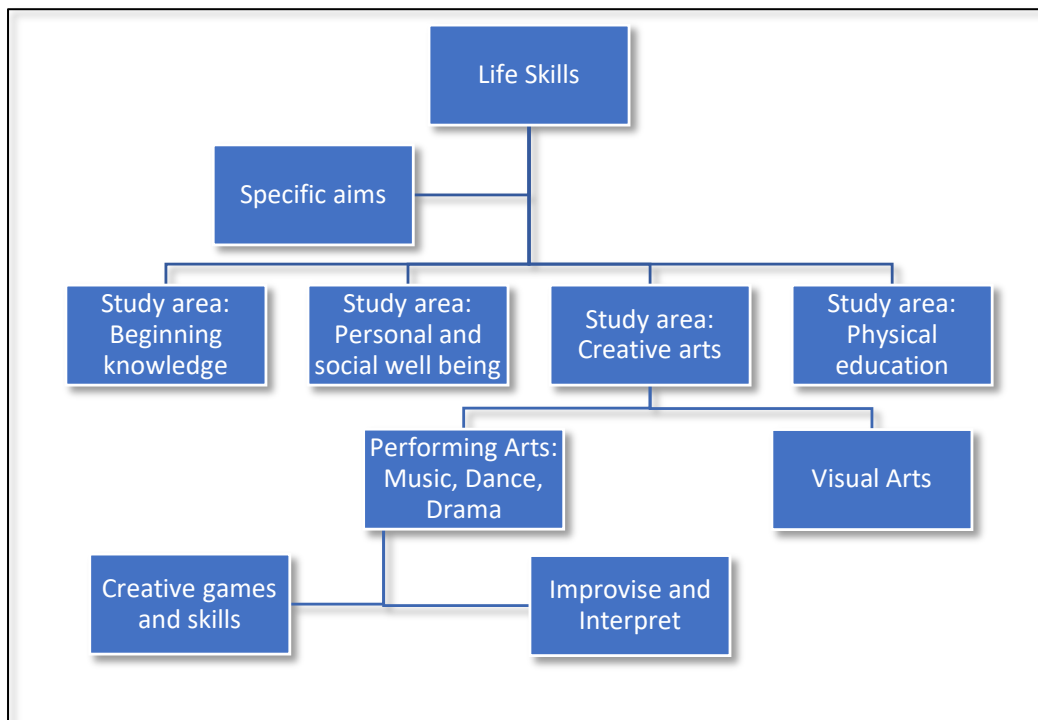 Life Skills
Specific aims
Study area:
Beginning
knowledge
Study area:
Personal and
social well being
Study area:
Creative arts
Study area:
Physical
education
Performing Arts:
Music, Dance,
Drama
Visual Arts
Creative games
and skills
Improvise and
Interpret